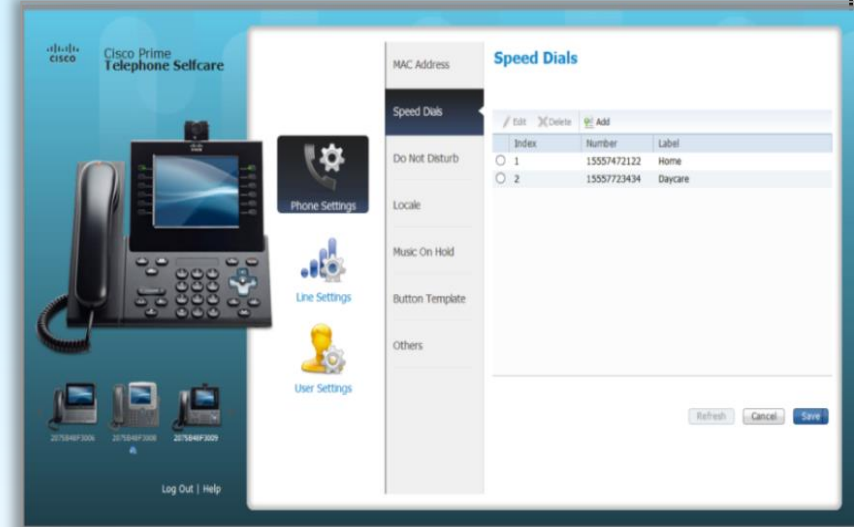 CISCO
Cisco Prime
Telephone Selfcare
Log Out | Help
Phone Settings
Line Settings
User Settings
MAC Address
Speed Dials
Do Not Disturb
Locale
Music On Hold
Button Template
Others
Speed Dials
Edit Delete Add
Index Number Label
1 15557472122 Home
2 15557723434 Daycare
Refresh Cancel Save